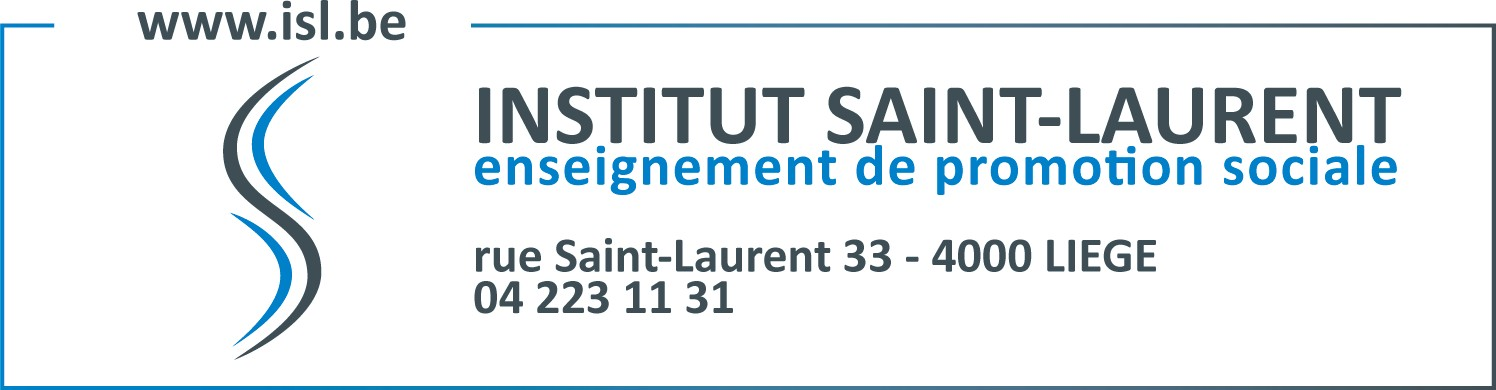 www.isl.be
INSTITUT SAINT-LAURENT
enseignement de promotion sociale
rue Saint-Laurent 33 - 4000 LIEGE
04 223 11 31